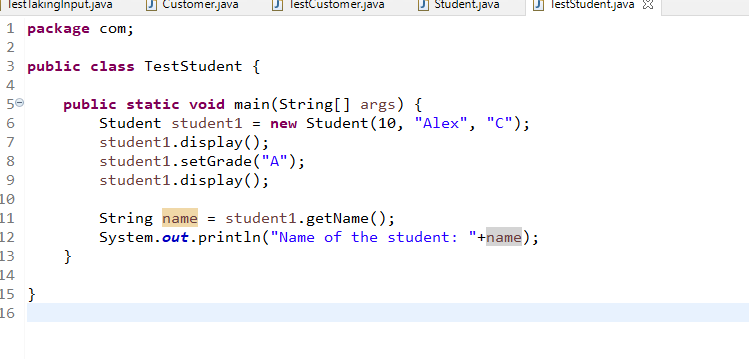 TestTakingInput.java Customer.java TestCustomer.java Student.java TestStudent.java
1 package com;
2
3 public class TestStudent {
4
5 public static void main(String[] args) {
6 Student student1 = new Student(10, "Alex", "C");
7 student1.display();
8 student1.setGrade("A");
9 student1.display();
10
11 String name = student1.getName();
12 System.out.println("Name of the student: "+name);
13 }
14
15 }
16